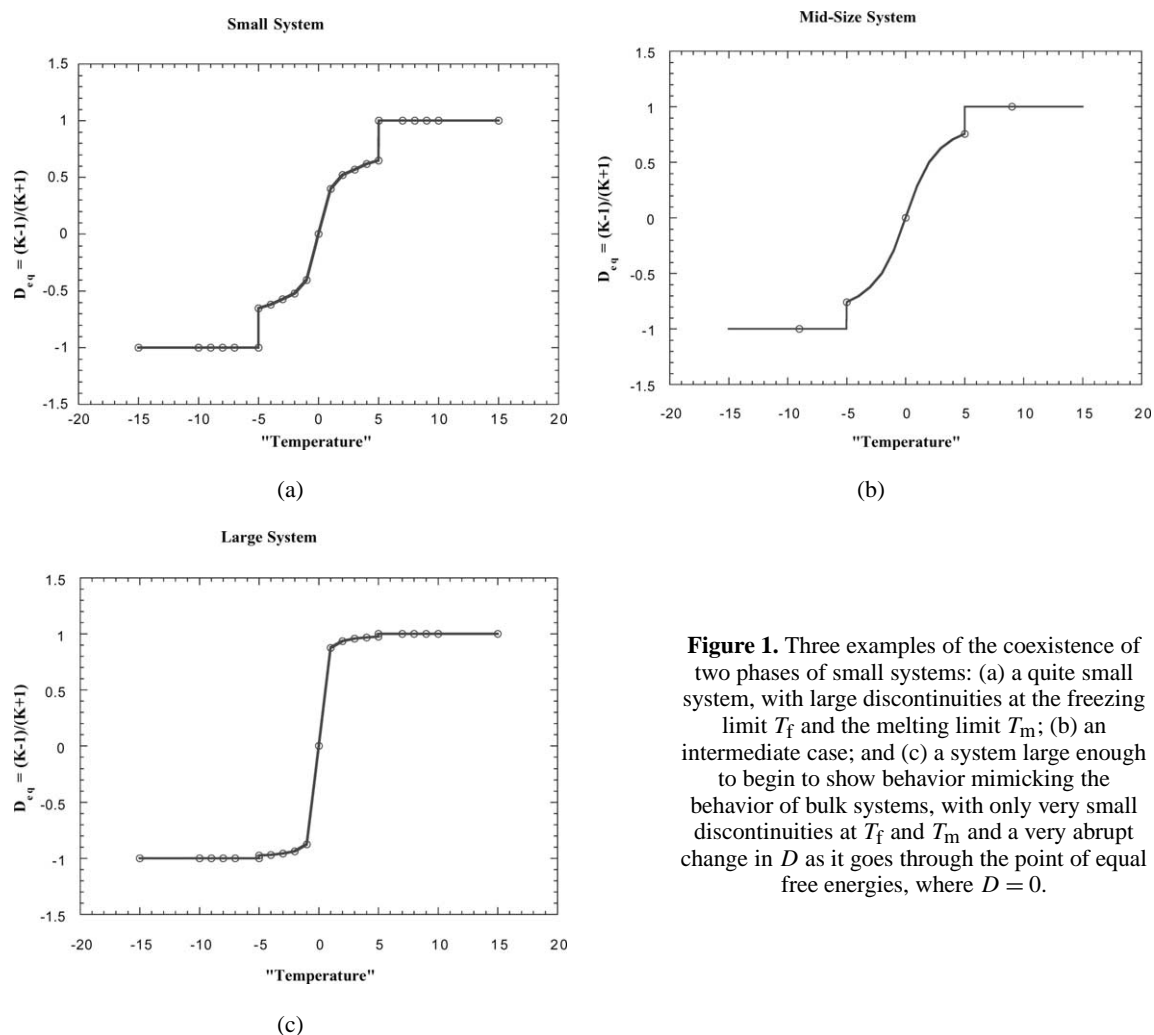 Small System
1.5
1
0.5
0
-0.5
-1
-1.5
D_eq = (K-1)/(K+1)
-20 -15 -10 -5 0 5 10 15 20
"Temperature"
(a)
Mid-Size System
1.5
1
0.5
0
-0.5
-1
-1.5
D_eq = (K-1)/(K+1)
-20 -15 -10 -5 0 5 10 15 20
"Temperature"
(b)
Large System
1.5
1
0.5
0
-0.5
-1
-1.5
D_eq = (K-1)/(K+1)
-20 -15 -10 -5 0 5 10 15 20
"Temperature"
(c)
Figure 1. Three examples of the coexistence of
two phases of small systems: (a) a quite small
system, with large discontinuities at the freezing
limit T_f and the melting limit T_m; (b) an
intermediate case; and (c) a system large enough
to begin to show behavior mimicking the
behavior of bulk systems, with only very small
discontinuities at T_f and T_m and a very abrupt
change in D as it goes through the point of equal
free energies, where D = 0.